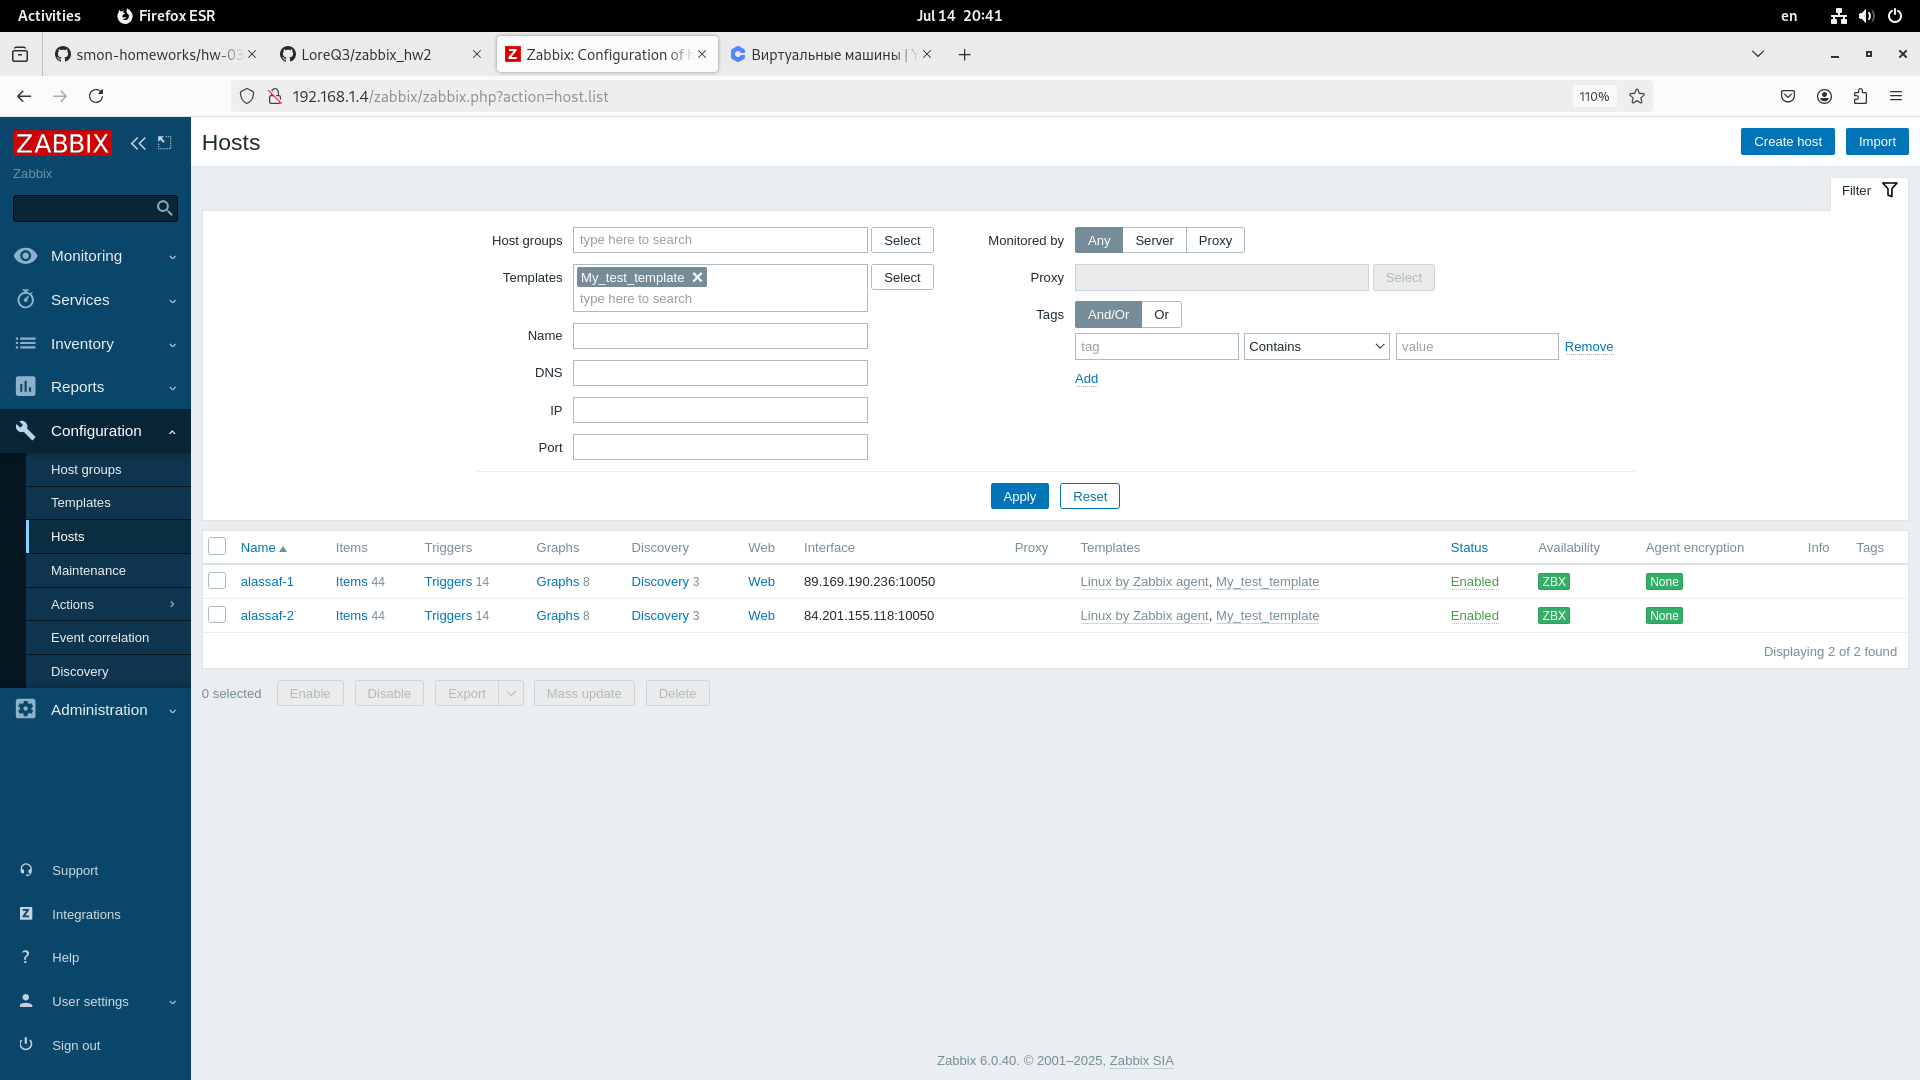 Activities
Firefox ESR
Jul 14 20:41
en
smon-homeworks/hw-03
LoreQ3/zabbix_hw2
Zabbix: Configuration of h
Виртуальные машины | Y
192.168.1.4/zabbix/zabbix.php?action=host.list
110%
ZABBIX
Zabbix
Monitoring
Services
Inventory
Reports
Configuration
Host groups
Templates
Hosts
Maintenance
Actions
Event correlation
Discovery
Administration
Support
Integrations
Help
User settings
Sign out
Hosts
Create host
Import
Filter
Host groups
type here to search
Select
Templates
My_test_template
type here to search
Select
Name
DNS
IP
Port
Monitored by
Any
Server
Proxy
Proxy
Select
Tags
And/Or
Or
tag
Contains
value
Remove
Add
Apply
Reset
Name Items Triggers Graphs Discovery Web Interface Proxy Templates Status Availability Agent encryption Info Tags
alassaf-1 Items 44 Triggers 14 Graphs 8 Discovery 3 Web 89.169.190.236:10050 Linux by Zabbix agent, My_test_template Enabled ZBX None
alassaf-2 Items 44 Triggers 14 Graphs 8 Discovery 3 Web 84.201.155.118:10050 Linux by Zabbix agent, My_test_template Enabled ZBX None
Displaying 2 of 2 found
0 selected
Enable
Disable
Export
Mass update
Delete
Zabbix 6.0.40. © 2001–2025, Zabbix SIA